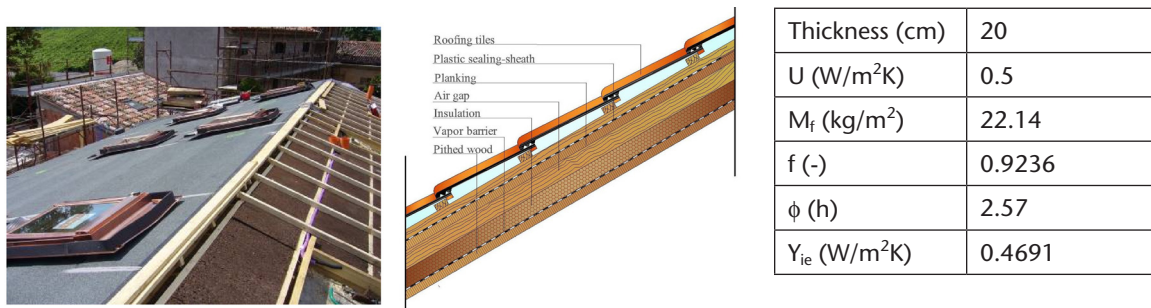 Roofing tiles
Plastic sealing-sheath
Planking
Air gap
Insulation
Vapor barrier
Pithed wood
Thickness (cm) 20
U (W/m²K) 0.5
Mf (kg/m²) 22.14
f (-) 0.9236
ϕ (h) 2.57
Yie (W/m²K) 0.4691